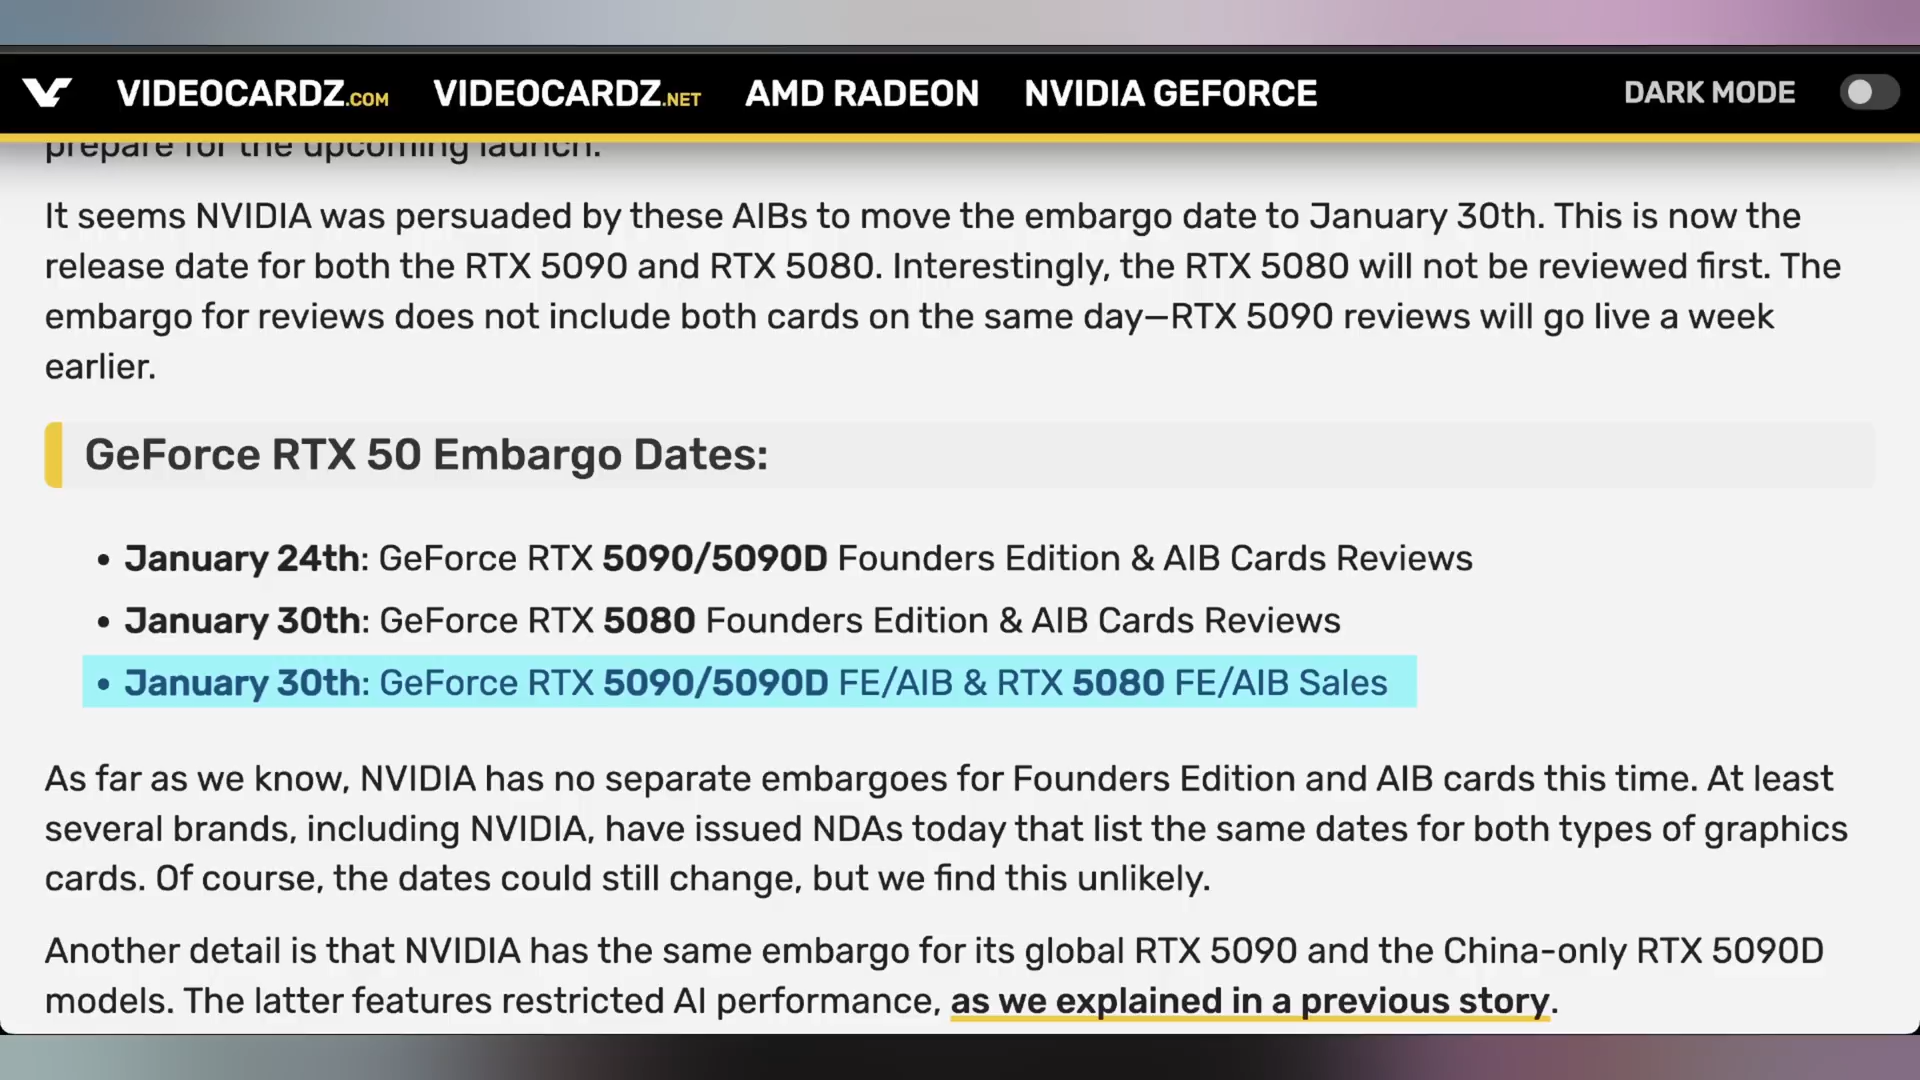 VIDEOCARDZ.COM VIDEOCARDZ.NET AMD RADEON NVIDIA GEFORCE DARK MODE
prepare for the upcoming launch.
It seems NVIDIA was persuaded by these AIBs to move the embargo date to January 30th. This is now the
release date for both the RTX 5090 and RTX 5080. Interestingly, the RTX 5080 will not be reviewed first. The
embargo for reviews does not include both cards on the same day—RTX 5090 reviews will go live a week
earlier.
GeForce RTX 50 Embargo Dates:
• January 24th: GeForce RTX 5090/5090D Founders Edition & AIB Cards Reviews
• January 30th: GeForce RTX 5080 Founders Edition & AIB Cards Reviews
• January 30th: GeForce RTX 5090/5090D FE/AIB & RTX 5080 FE/AIB Sales
As far as we know, NVIDIA has no separate embargoes for Founders Edition and AIB cards this time. At least
several brands, including NVIDIA, have issued NDAs today that list the same dates for both types of graphics
cards. Of course, the dates could still change, but we find this unlikely.
Another detail is that NVIDIA has the same embargo for its global RTX 5090 and the China-only RTX 5090D
models. The latter features restricted AI performance, as we explained in a previous story.